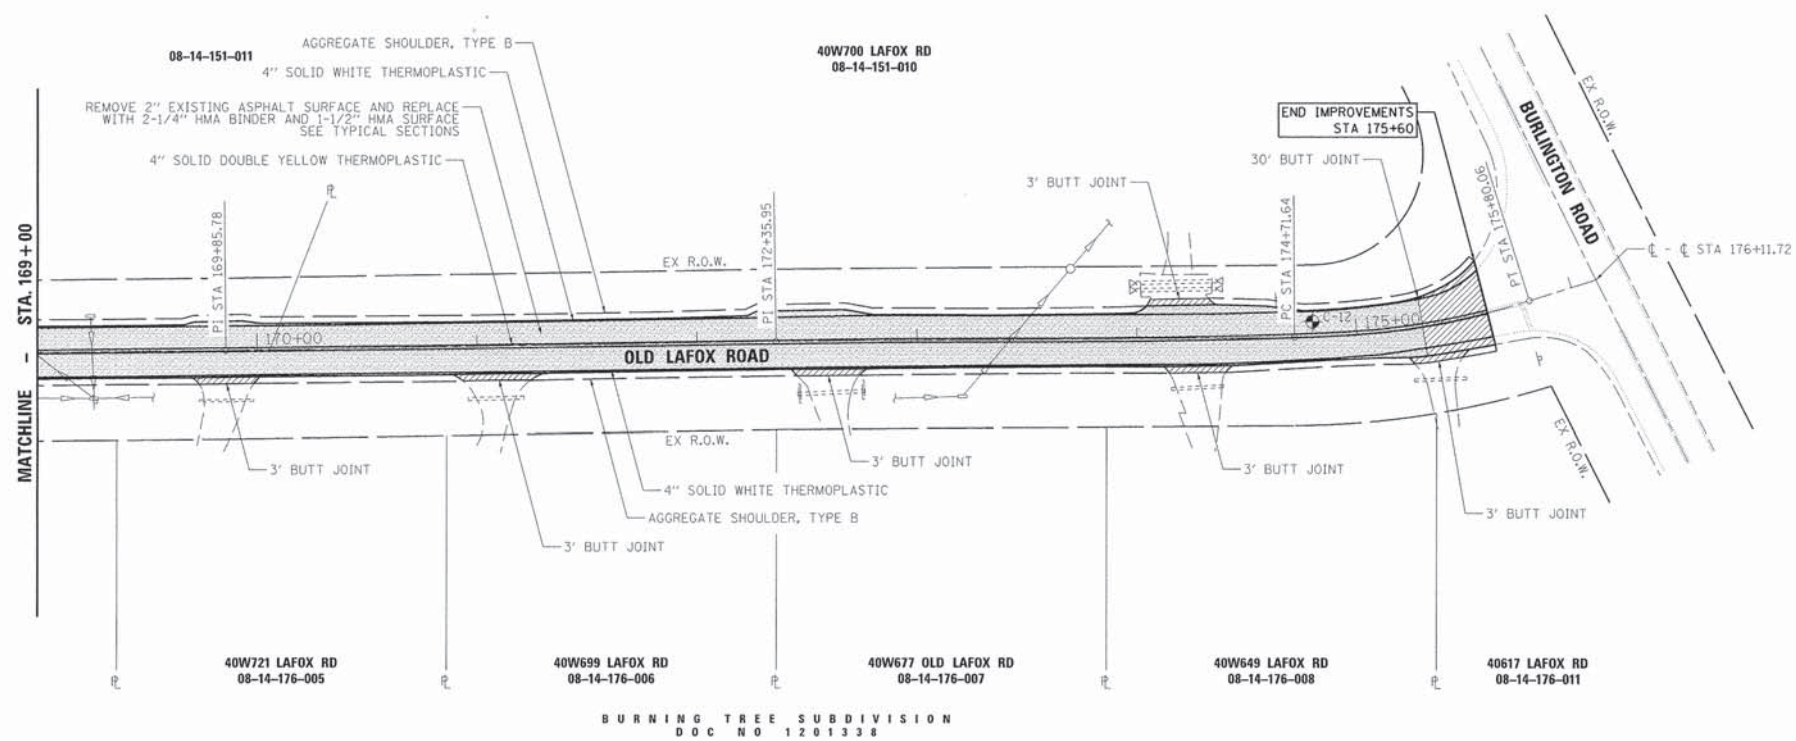 08-14-151-011
AGGREGATE SHOULDER, TYPE B
4" SOLID WHITE THERMOPLASTIC
REMOVE 2" EXISTING ASPHALT SURFACE AND REPLACE
WITH 2-1/4" HMA BINDER AND 1-1/2" HMA SURFACE
SEE TYPICAL SECTIONS
4" SOLID DOUBLE YELLOW THERMOPLASTIC
40W700 LAFOX RD
08-14-151-010
END IMPROVEMENTS
STA 175+60
30' BUTT JOINT
3' BUTT JOINT
EX R.O.W.
BURLINGTON ROAD
℄ - ℄ STA 176+11.72
PT STA 175+80.06
PI STA 169+85.78
PI STA 172+35.95
PC STA 174+71.64
MATCHLINE - STA. 169+00
EX R.O.W.
170+00
C-12
175+00
OLD LAFOX ROAD
EX R.O.W.
EX R.O.W.
3' BUTT JOINT
3' BUTT JOINT
3' BUTT JOINT
4" SOLID WHITE THERMOPLASTIC
AGGREGATE SHOULDER, TYPE B
3' BUTT JOINT
3' BUTT JOINT
40W721 LAFOX RD
08-14-176-005
40W699 LAFOX RD
08-14-176-006
40W677 OLD LAFOX RD
08-14-176-007
40W649 LAFOX RD
08-14-176-008
40617 LAFOX RD
08-14-176-011
BURNING TREE SUBDIVISION
DOC NO 1201338